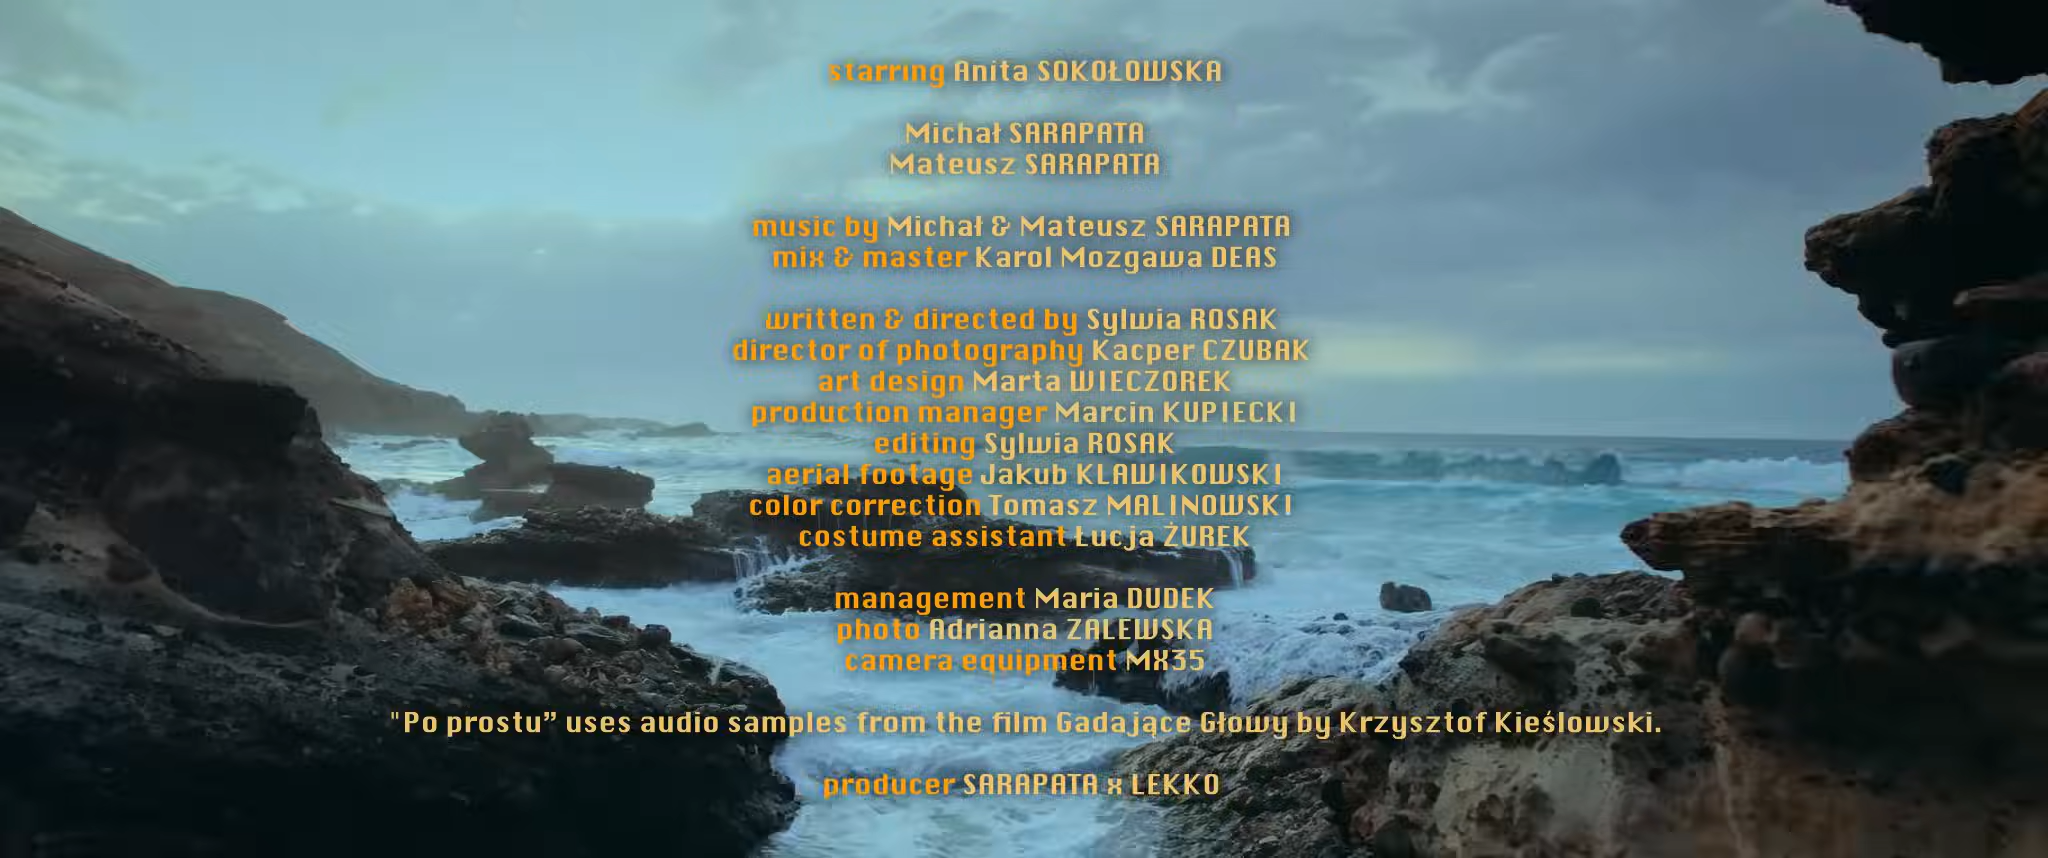 starring Anita SOKOŁOWSKA
Michał SARAPATA
Mateusz SARAPATA
music by Michał & Mateusz SARAPATA
mix & master Karol Mozgawa DEAS
written & directed by Sylwia ROSAK
director of photography Kacper CZUBAK
art design Marta WIECZOREK
production manager Marcin KUPIECKI
editing Sylwia ROSAK
aerial footage Jakub KLAWIKOWSKI
color correction Tomasz MALINOWSKI
costume assistant Łucja ŻUREK
management Maria DUDEK
photo Adrianna ZALEWSKA
camera equipment MX35
"Po prostu” uses audio samples from the film Gadające Głowy by Krzysztof Kieślowski.
producer SARAPATA x LEKKO